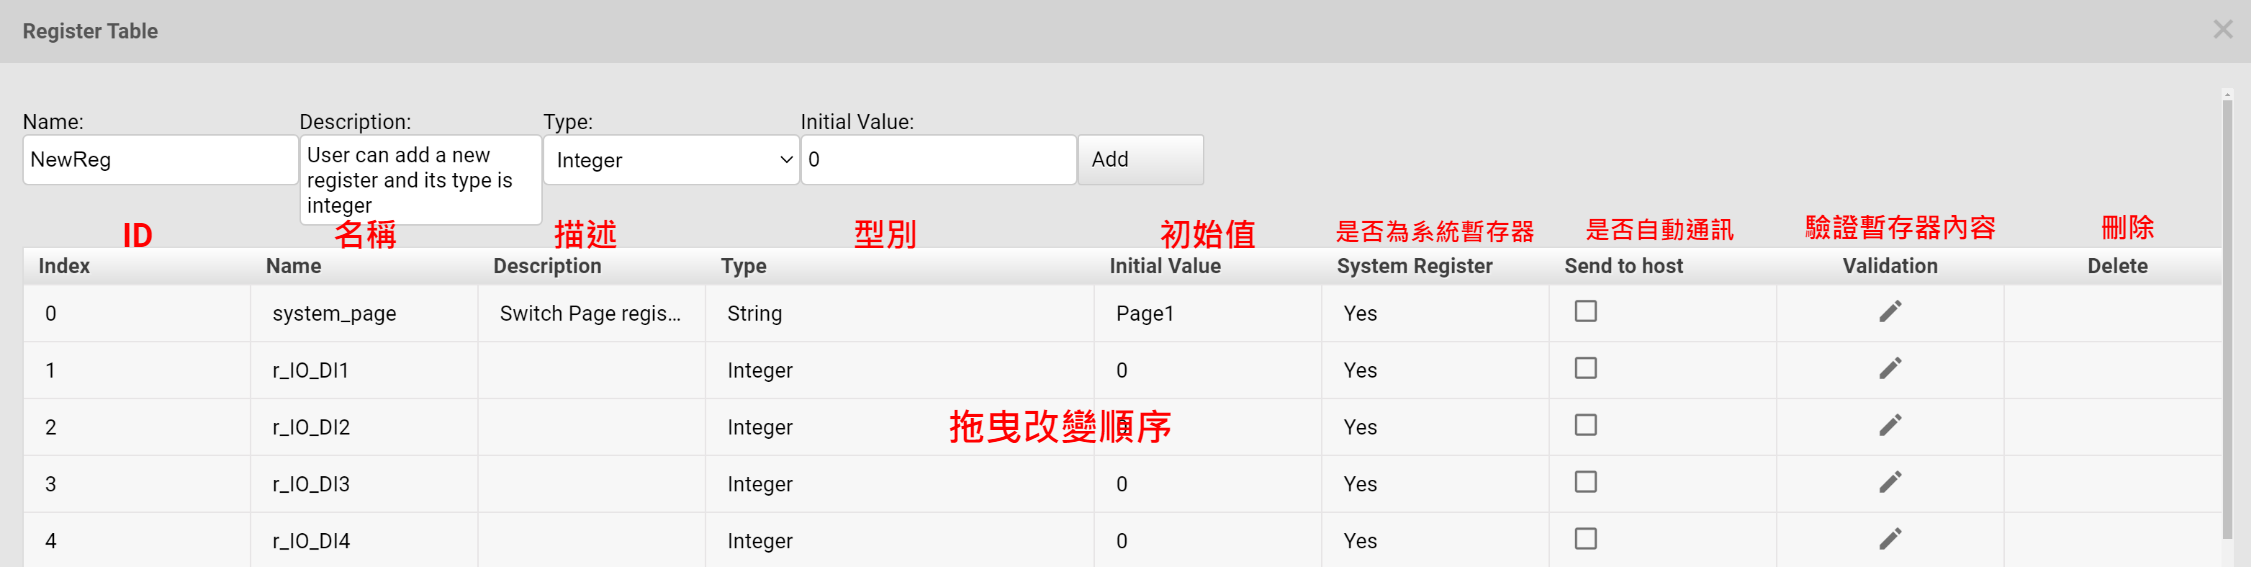 Register Table
Name: Description: Type: Initial Value:
NewReg
User can add a new
register and its type is
integer
Integer
0
Add
ID 名稱 描述 型別 初始值 是否為系統暫存器 是否自動通訊 驗證暫存器內容 刪除
Index Name Description Type Initial Value System Register Send to host Validation Delete
0 system_page Switch Page regis... String Page1 Yes
1 r_IO_DI1 Integer 0 Yes
2 r_IO_DI2 Integer 0 Yes
拖曳改變順序
3 r_IO_DI3 Integer 0 Yes
4 r_IO_DI4 Integer 0 Yes